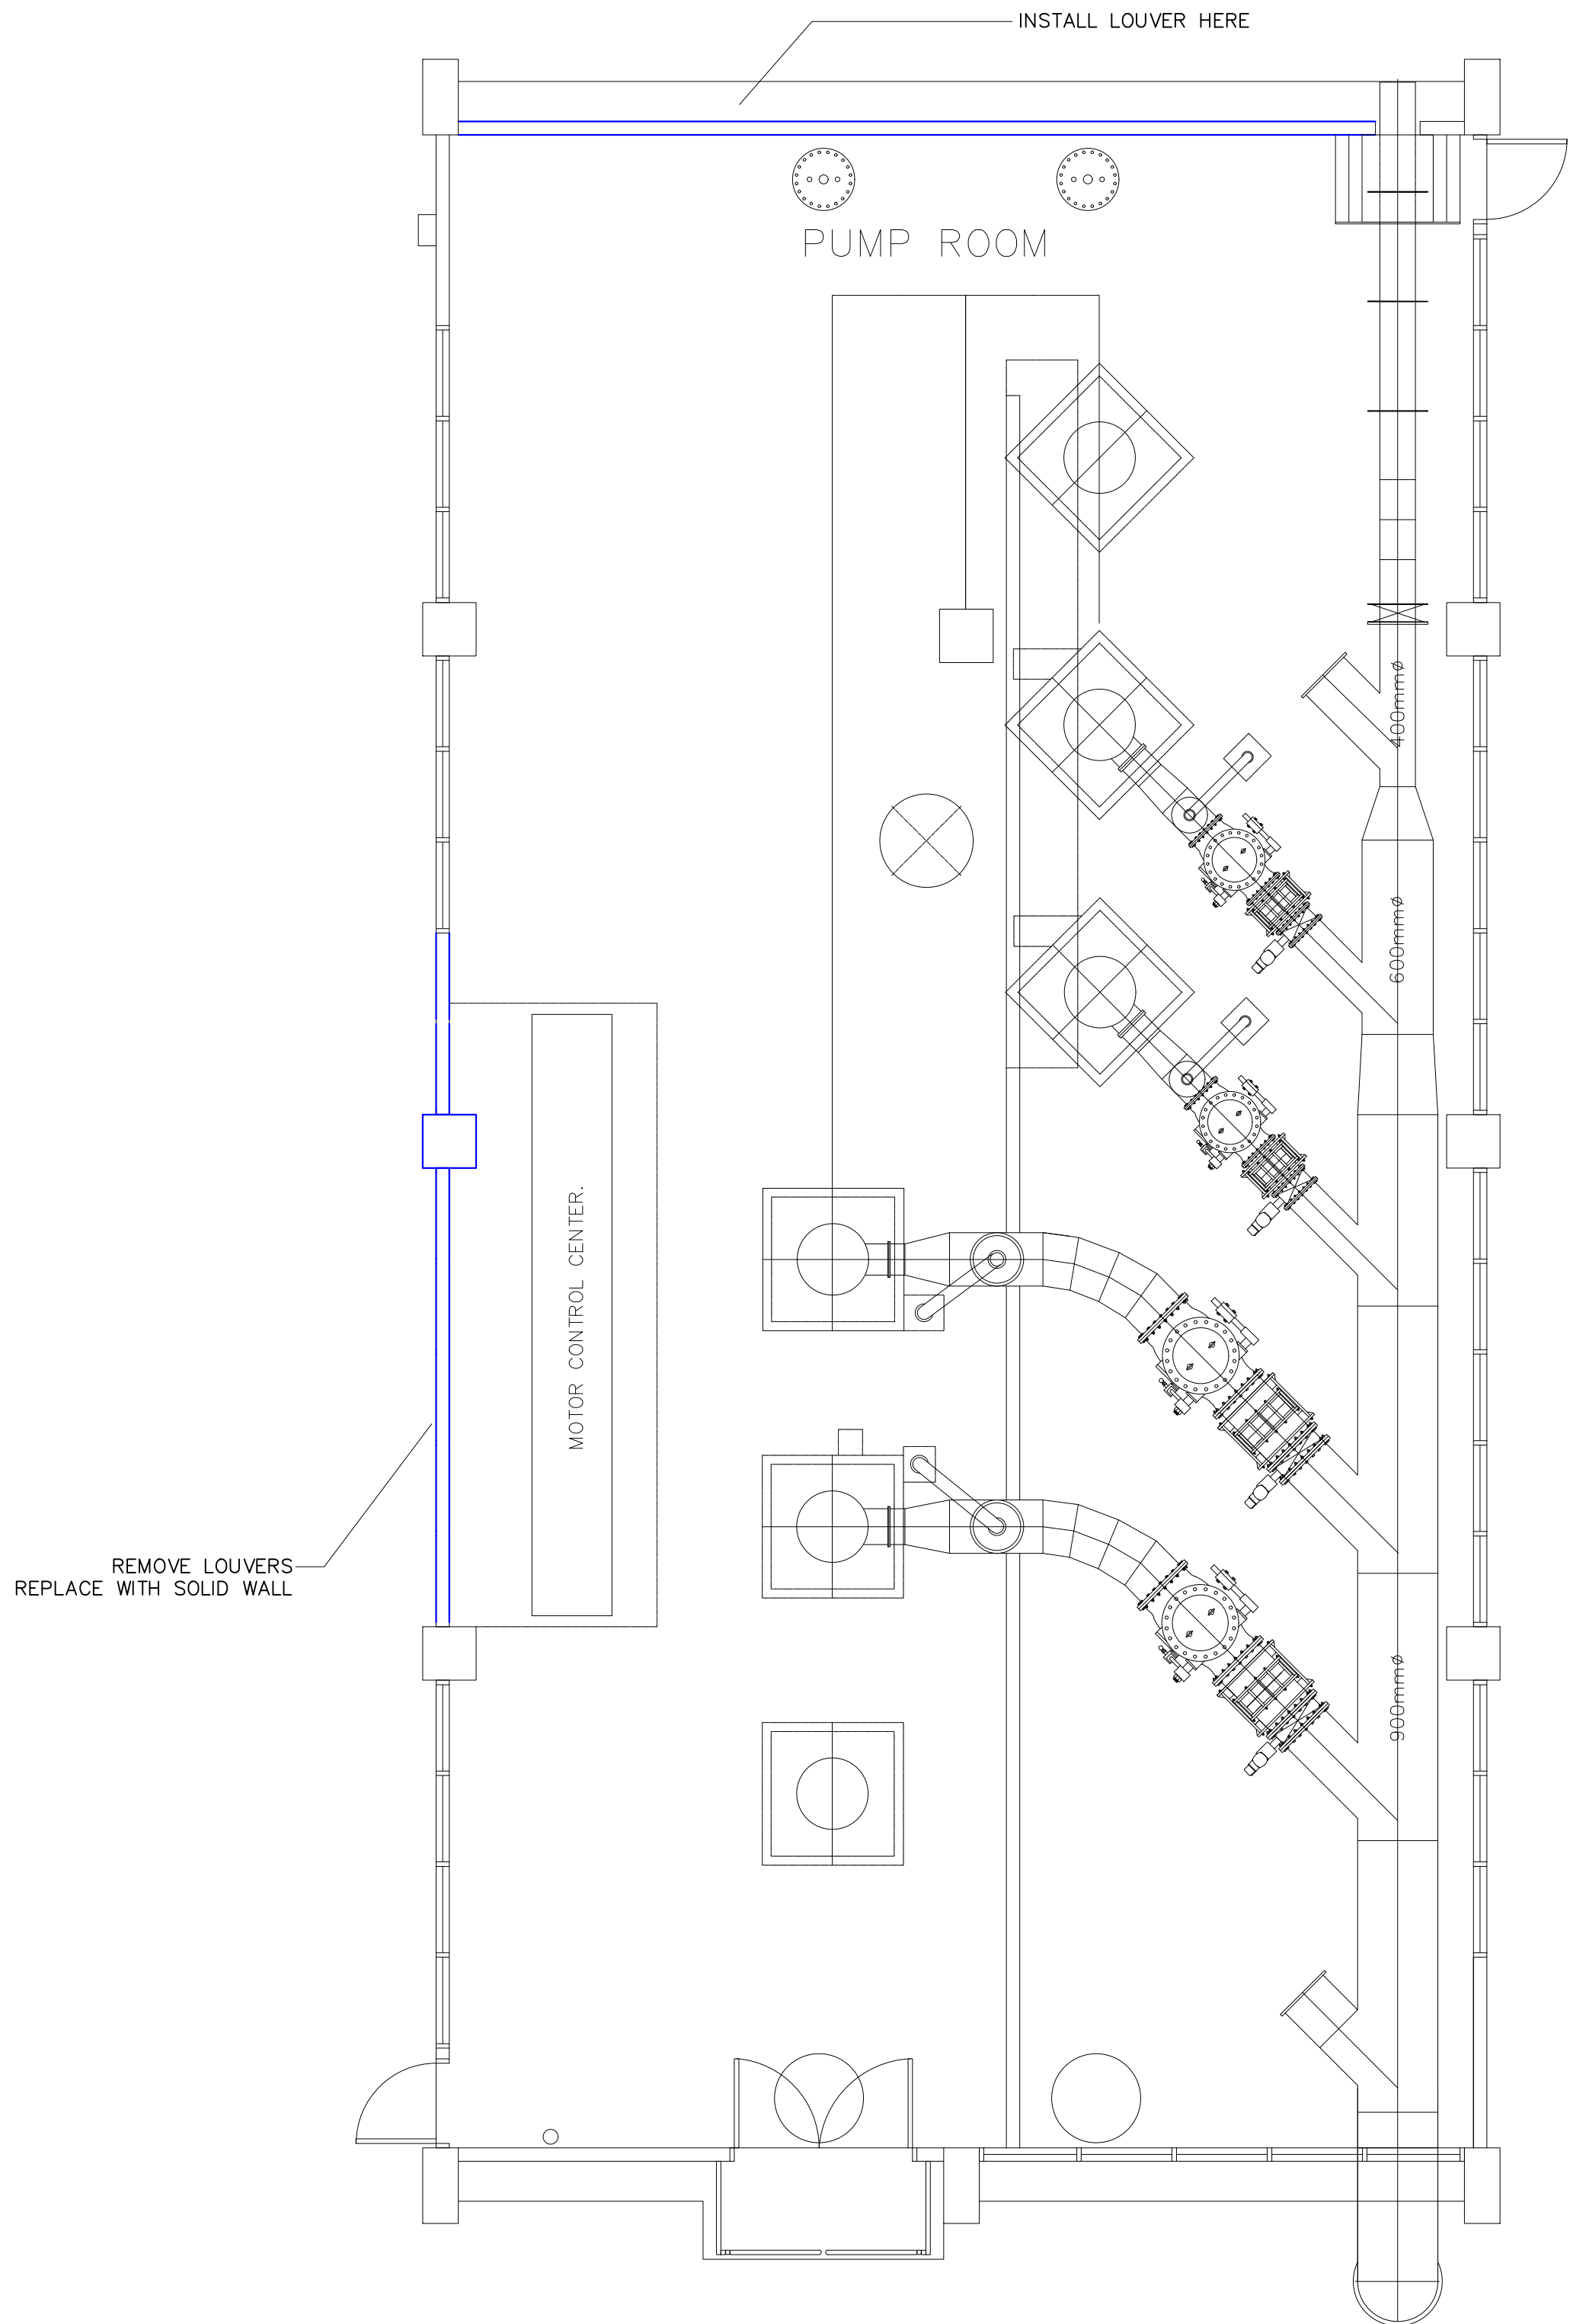 INSTALL LOUVER HERE
PUMP ROOM
400mmø
600mmø
MOTOR CONTROL CENTER.
REMOVE LOUVERS
REPLACE WITH SOLID WALL
900mmø